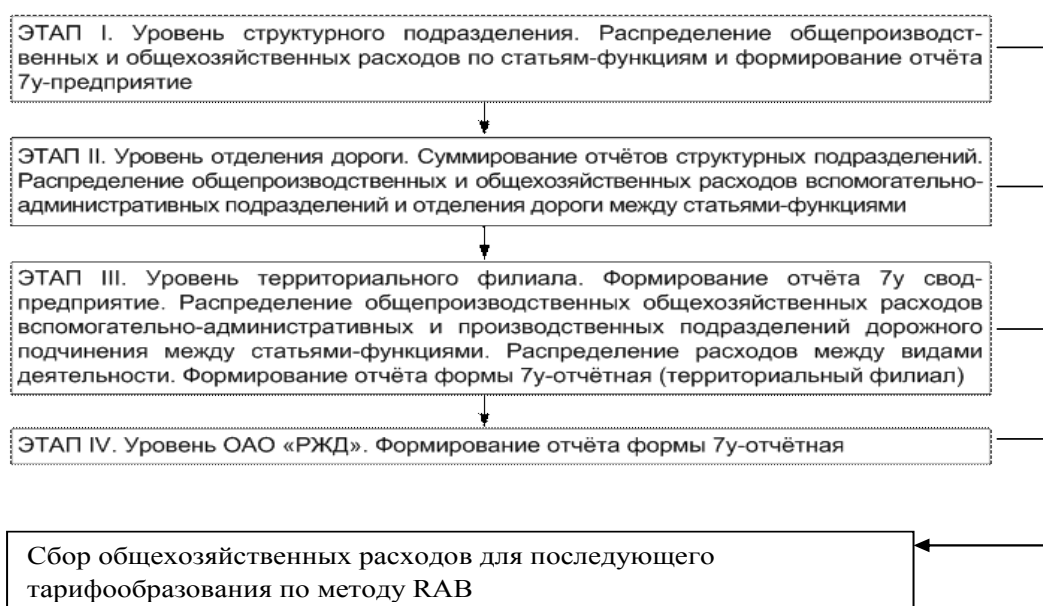 ЭТАП I. Уровень структурного подразделения. Распределение общепроизводст-
венных и общехозяйственных расходов по статьям-функциям и формирование отчёта
7у-предприятие
ЭТАП II. Уровень отделения дороги. Суммирование отчётов структурных подразделений.
Распределение общепроизводственных и общехозяйственных расходов вспомогательно-
административных подразделений и отделения дороги между статьями-функциями
ЭТАП III. Уровень территориального филиала. Формирование отчёта 7у свод-
предприятие. Распределение общепроизводственных общехозяйственных расходов
вспомогательно-административных и производственных подразделений дорожного
подчинения между статьями-функциями. Распределение расходов между видами
деятельности. Формирование отчёта формы 7у-отчётная (территориальный филиал)
ЭТАП IV. Уровень ОАО «РЖД». Формирование отчёта формы 7у-отчётная
Сбор общехозяйственных расходов для последующего
тарифообразования по методу RAB